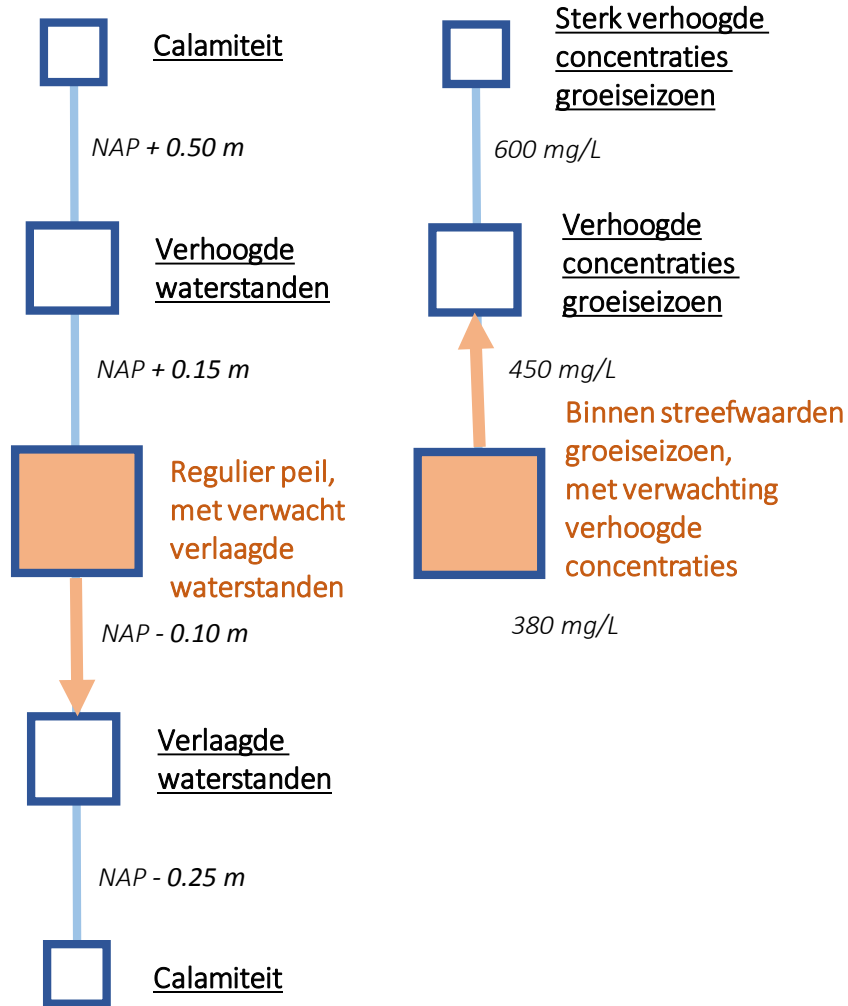 Calamiteit
NAP + 0.50 m
Verhoogde
waterstanden
NAP + 0.15 m
Regulier peil,
met verwacht
verlaagde
waterstanden
NAP - 0.10 m
Verlaagde
waterstanden
NAP - 0.25 m
Calamiteit
Sterk verhoogde
concentraties
groeiseizoen
600 mg/L
Verhoogde
concentraties
groeiseizoen
450 mg/L
Binnen streefwaarden
groeiseizoen,
met verwachting
verhoogde
concentraties
380 mg/L